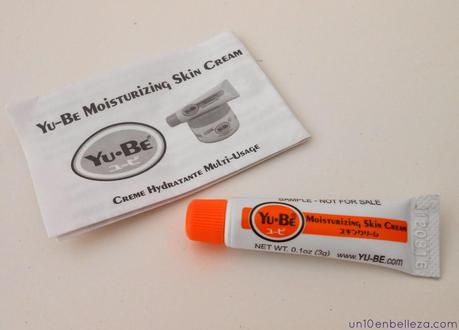 Yu-Be Moisturizing Skin Cream
Yu•Be
ユービ
Creme Hydratante Multi-Usage
SAMPLE - NOT FOR SALE
Yu•Be
ユービ
Moisturizing Skin Cream
スキンクリーム
NET WT. 0.1oz (3g) www.YU-BE.com
un10enbelleza.com